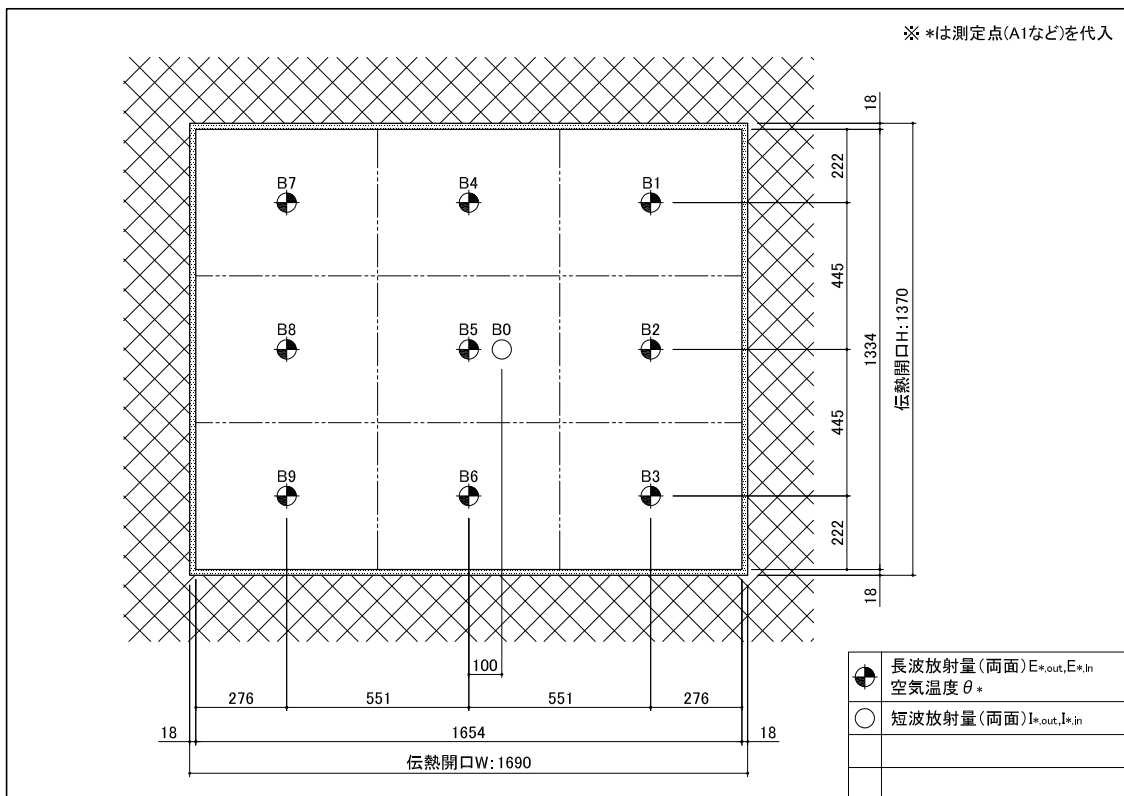 ※ *は測定点(A1など)を代入
18
B7
B4
B1
222
445
B8
B5
B0
B2
1334
伝熱開口H:1370
445
B9
B6
B3
222
18
100
276
551
551
276
18
1654
18
伝熱開口W:1690
長波放射量(両面)E*,out,E*,in
空気温度θ*
短波放射量(両面)I*,out,I*,in